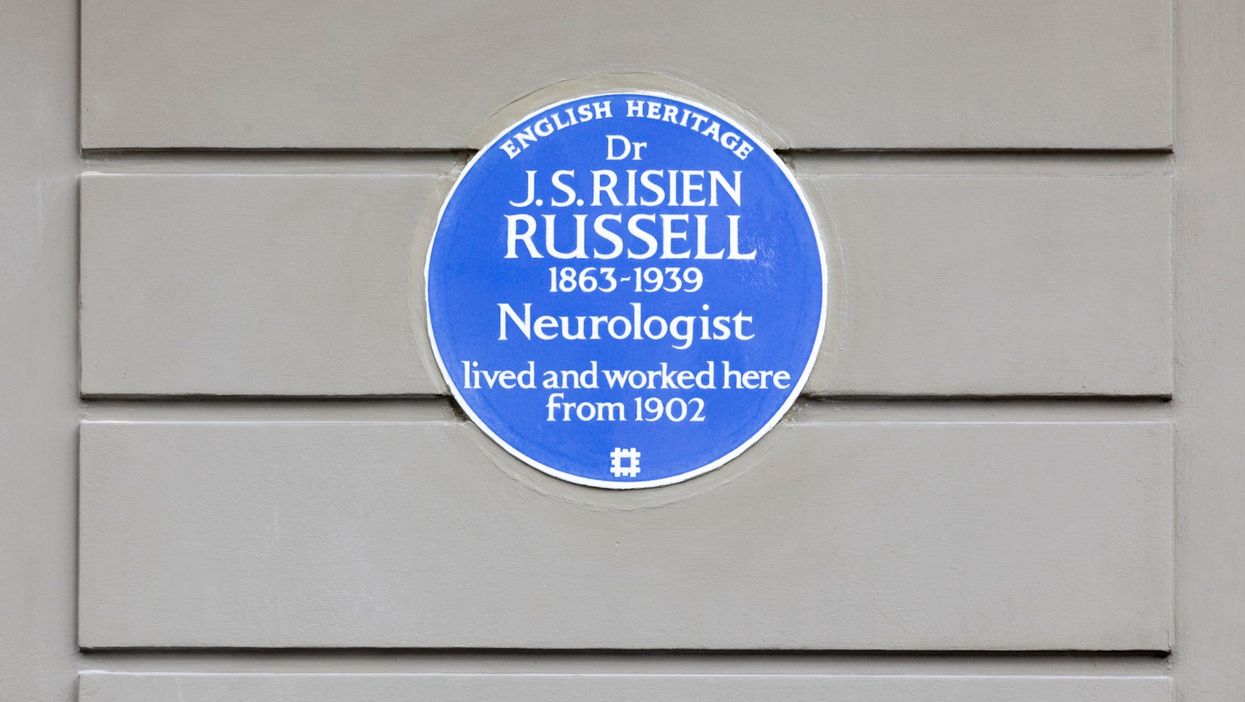 ENGLISH HERITAGE
Dr
J. S. RISIEN
RUSSELL
1863-1939
Neurologist
lived and worked here
from 1902